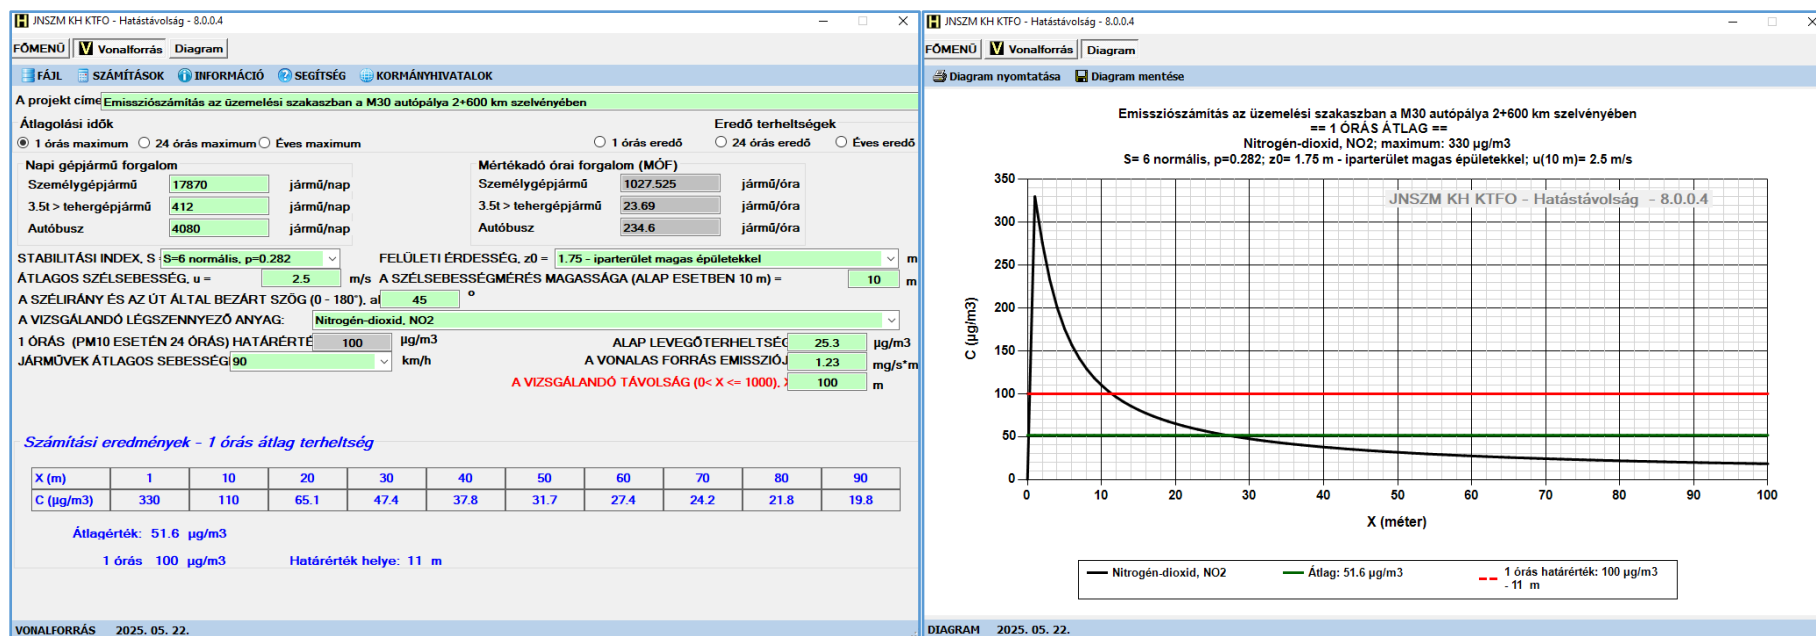 JNSZM KH KTFO - Hatástávolság - 8.0.0.4
FŐMENÜ Vonalforrás Diagram
FÁJL SZÁMÍTÁSOK INFORMÁCIÓ SEGÍTSÉG KORMÁNYHIVATALOK
A projekt címe Emissziószámítás az üzemelési szakaszban a M30 autópálya 2+600 km szelvényében
Átlagolási idők Eredő terheltségek
1 órás maximum 24 órás maximum Éves maximum 1 órás eredő 24 órás eredő Éves eredő
Napi gépjármű forgalom Mértékadó órai forgalom (MÓF)
Személygépjármű 17870 jármű/nap Személygépjármű 1027.525 jármű/óra
3.5t > tehergépjármű 412 jármű/nap 3.5t > tehergépjármű 23.69 jármű/óra
Autóbusz 4080 jármű/nap Autóbusz 234.6 jármű/óra
STABILITÁSI INDEX, S = S=6 normális, p=0.282 FELÜLETI ÉRDESSÉG, z0 = 1.75 - iparterület magas épületekkel m
ÁTLAGOS SZÉLSEBESSÉG, u = 2.5 m/s A SZÉLSEBESSÉGMÉRÉS MAGASSÁGA (ALAP ESETBEN 10 m) = 10 m
A SZÉLIRÁNY ÉS AZ ÚT ÁLTAL BEZÁRT SZÖG (0 - 180°), al 45 °
A VIZSGÁLANDÓ LÉGSZENNYEZŐ ANYAG: Nitrogén-dioxid, NO2
1 ÓRÁS (PM10 ESETÉN 24 ÓRÁS) HATÁRÉRTÉ 100 µg/m3 ALAP LEVEGŐTERHELTSÉG 25.3 µg/m3
JÁRMŰVEK ÁTLAGOS SEBESSÉG 90 km/h A VONALAS FORRÁS EMISSZIÓJ 1.23 mg/s*m
A VIZSGÁLANDÓ TÁVOLSÁG (0< X <= 1000), X 100 m
Számítási eredmények - 1 órás átlag terheltség
X (m) 1 10 20 30 40 50 60 70 80 90
C (µg/m3) 330 110 65.1 47.4 37.8 31.7 27.4 24.2 21.8 19.8
Átlagérték: 51.6 µg/m3
1 órás 100 µg/m3 Határérték helye: 11 m
VONALFORRÁS 2025. 05. 22.
JNSZM KH KTFO - Hatástávolság - 8.0.0.4
FŐMENÜ Vonalforrás Diagram
Diagram nyomtatása Diagram mentése
Emissziószámítás az üzemelési szakaszban a M30 autópálya 2+600 km szelvényében
== 1 ÓRÁS ÁTLAG ==
Nitrogén-dioxid, NO2; maximum: 330 µg/m3
S= 6 normális, p=0.282; z0= 1.75 m - iparterület magas épületekkel; u(10 m)= 2.5 m/s
JNSZM KH KTFO - Hatástávolság - 8.0.0.4
C (µg/m3)
350
300
250
200
150
100
50
0
0 10 20 30 40 50 60 70 80 90 100
X (méter)
Nitrogén-dioxid, NO2 Átlag: 51.6 µg/m3 1 órás határérték: 100 µg/m3
- 11 m
DIAGRAM 2025. 05. 22.